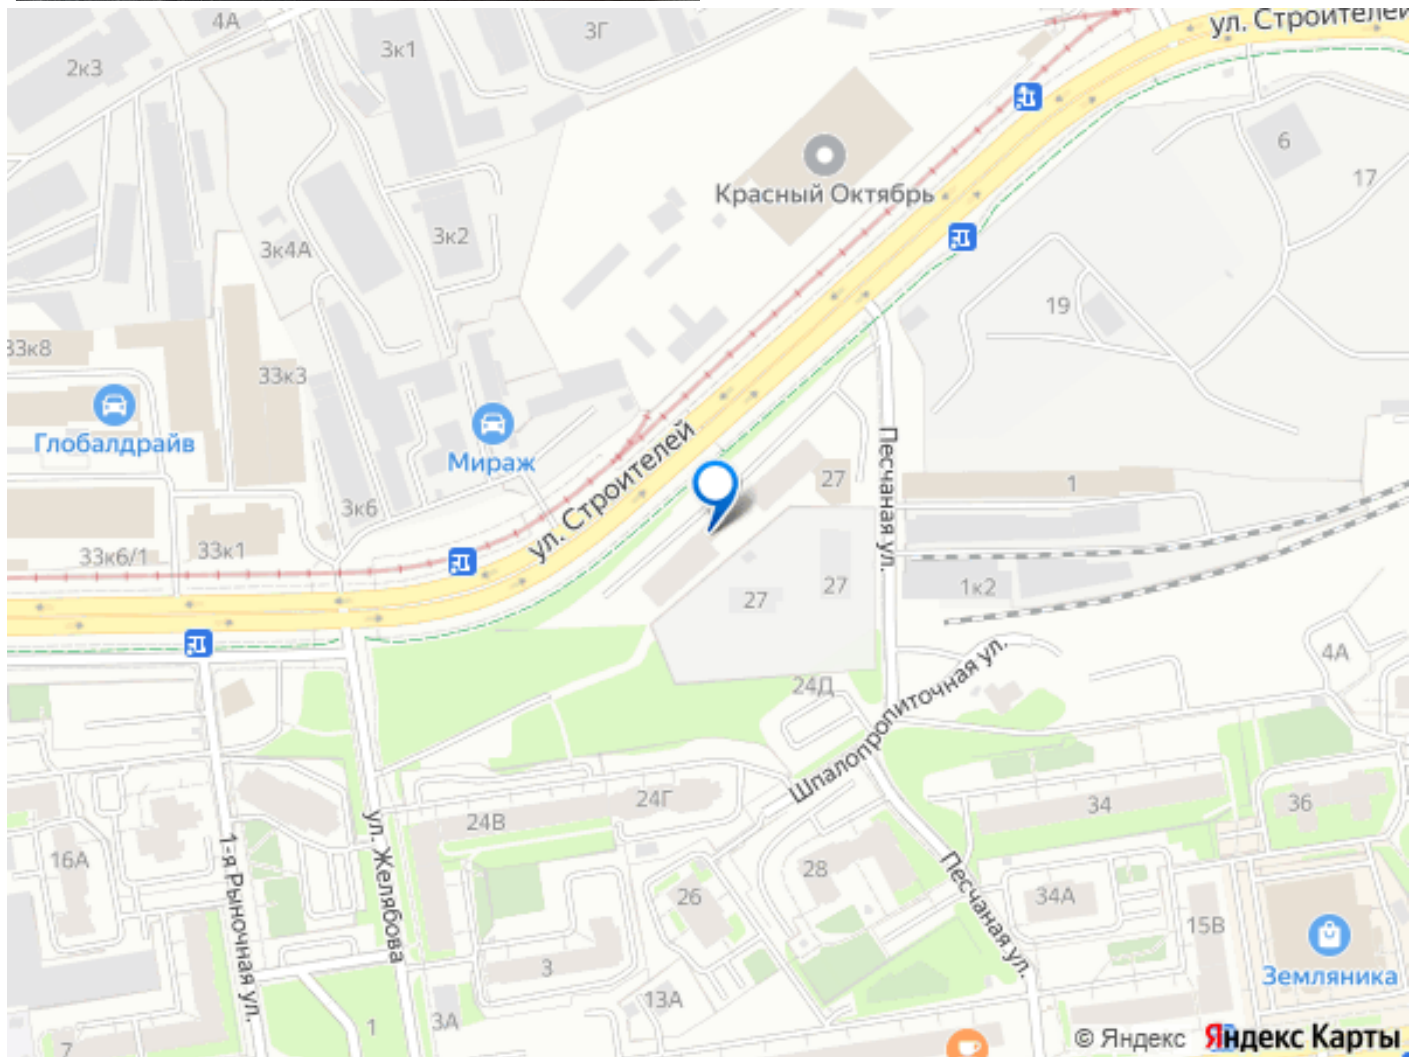 4А
3к1
3Г
ул. Строителей
2к3
6
17
Красный Октябрь
3к4А
3к2
19
33к8
33к3
Глобалдрайв
Мираж
ул. Строителей
Песчаная ул.
27
1
3к6
33к6/1
33к1
27
27
1к2
4А
24Д
Шпалопропиточная ул.
24Г
24В
34
36
16А
1-я Рыночная ул.
ул. Желябова
28
26
Песчаная ул.
34А
15В
3
13А
Земляника
1
3А
7
© Яндекс Яндекс Карты